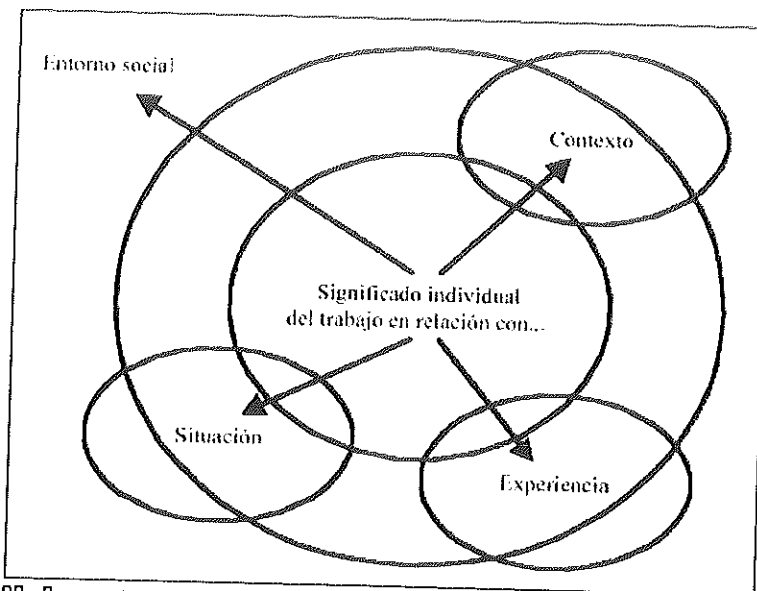 Entorno social
Contexto
Significado individual
del trabajo en relación con...
Situación
Experiencia